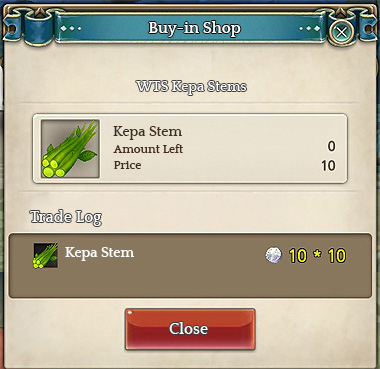 Buy-in Shop
WTS Kepa Stems
Kepa Stem
Amount Left 0
Price 10
Trade Log
Kepa Stem 10 * 10
Close